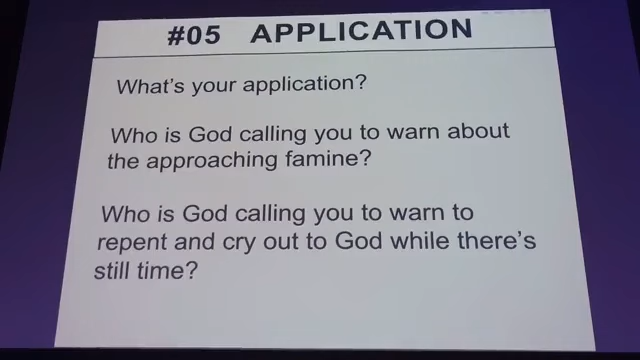 #05 APPLICATION
What's your application?
Who is God calling you to warn about
the approaching famine?
Who is God calling you to warn to
repent and cry out to God while there's
still time?